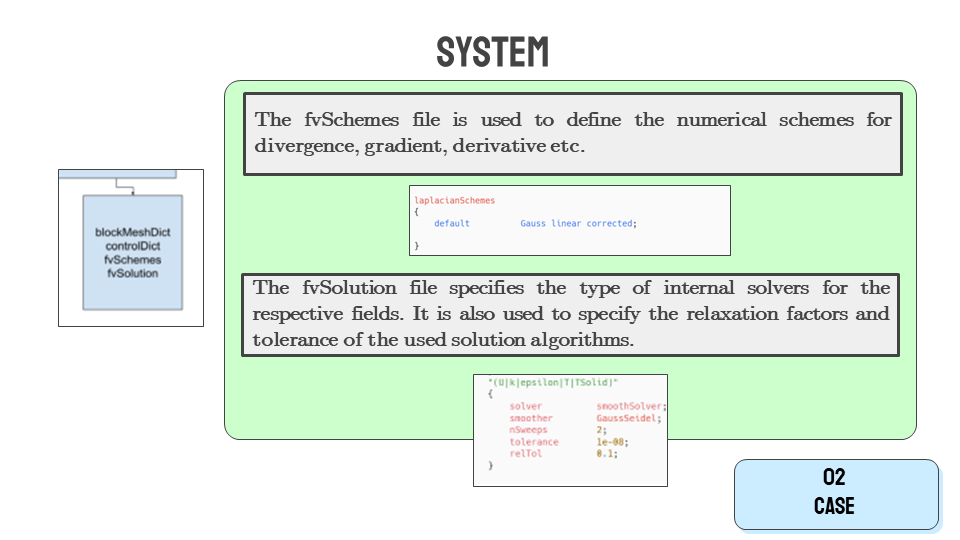 SYSTEM
The fvSchemes file is used to define the numerical schemes for
divergence, gradient, derivative etc.
blockMeshDict
controlDict
fvSchemes
fvSolution
laplacianSchemes
{
default Gauss linear corrected;
}
The fvSolution file specifies the type of internal solvers for the
respective fields. It is also used to specify the relaxation factors and
tolerance of the used solution algorithms.
"(U|k|epsilon|T|TSolid)"
{
solver smoothSolver;
smoother GaussSeidel;
nSweeps 2;
tolerance 1e-08;
relTol 0.1;
}
02
CASE